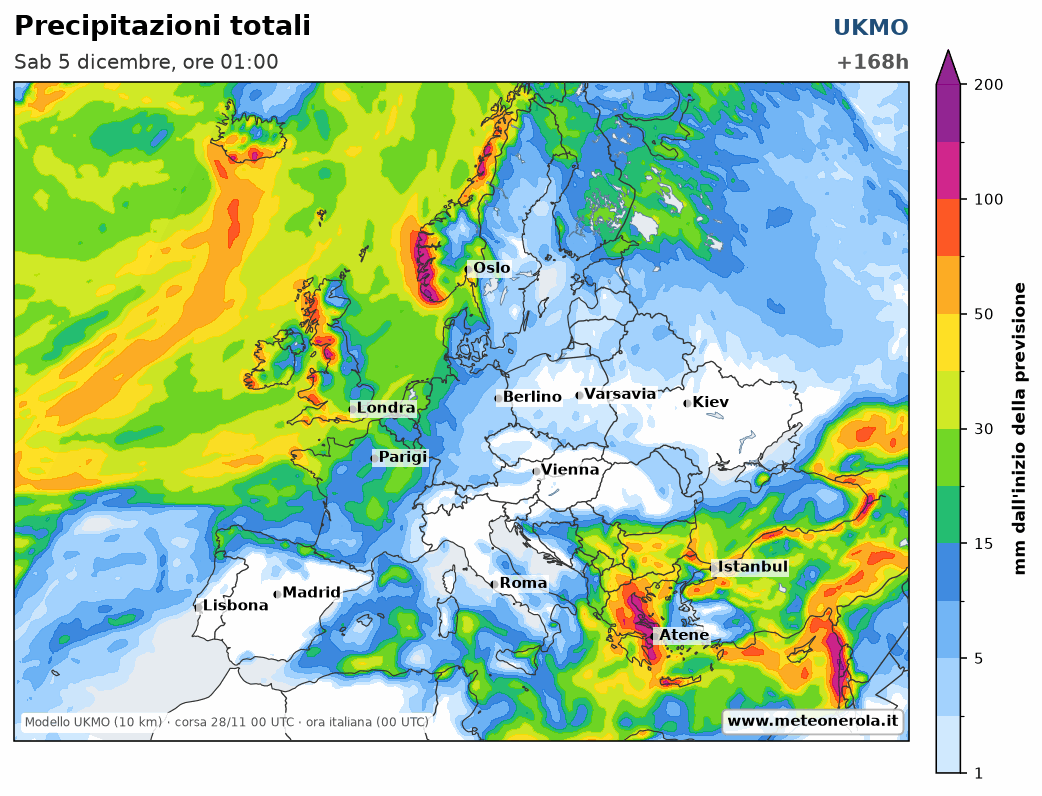 Precipitazioni totali
UKMO
Sab 5 dicembre, ore 01:00
+168h
200
100
50
30
15
5
1
mm dall'inizio della previsione
Oslo
Berlino
Varsavia
Kiev
Londra
Parigi
Vienna
Istanbul
Roma
Madrid
Lisbona
Atene
Modello UKMO (10 km) · corsa 28/11 00 UTC · ora italiana (00 UTC)
www.meteonerola.it